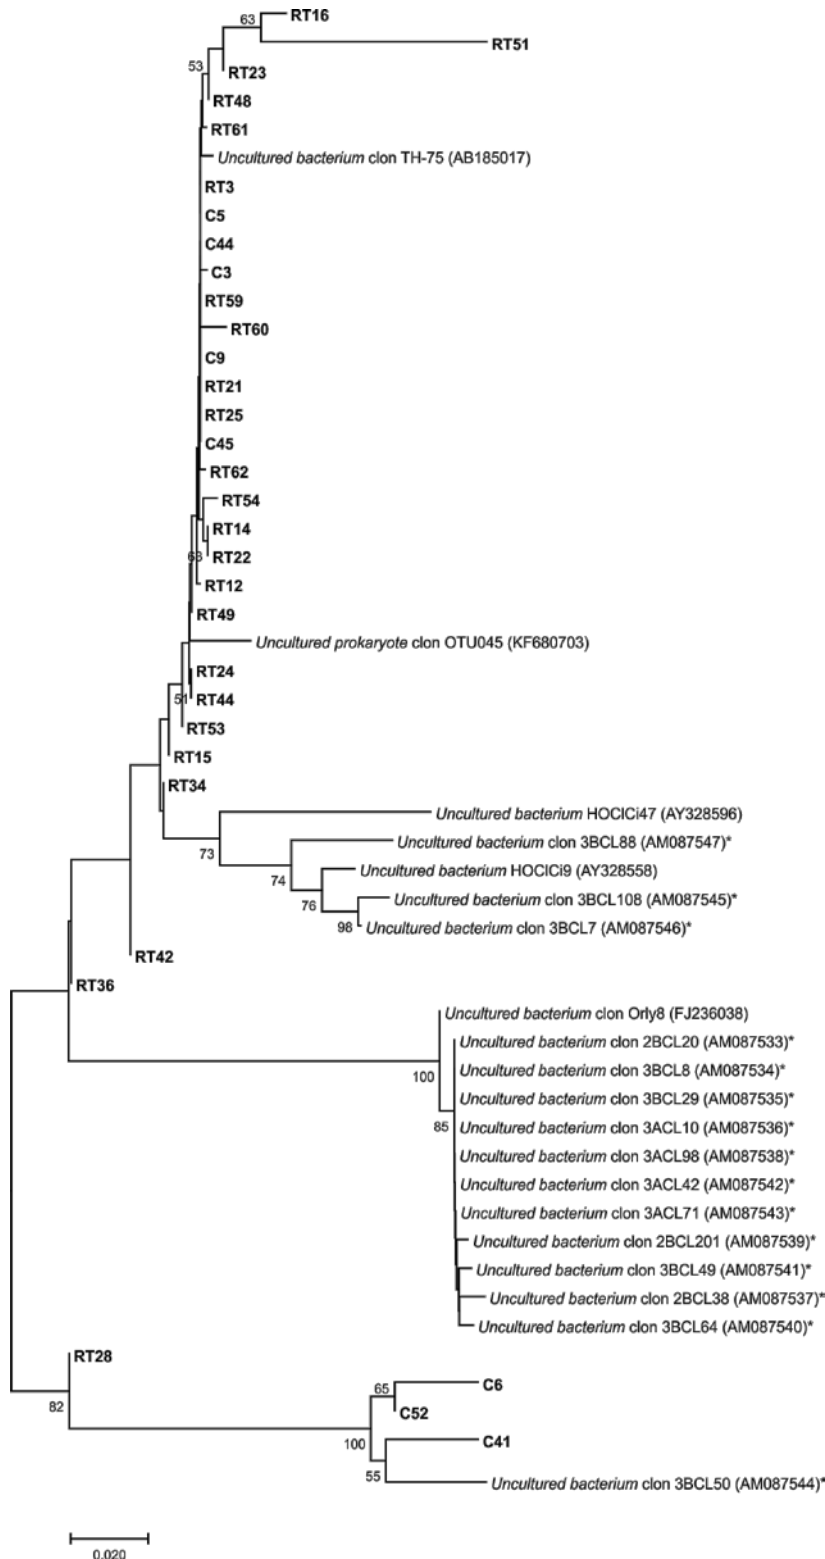 63
RT16
RT51
53
RT23
RT48
RT61
Uncultured bacterium clon TH-75 (AB185017)
RT3
C5
C44
C3
RT59
RT60
C9
RT21
RT25
C45
RT62
RT54
RT14
63
RT22
RT12
RT49
Uncultured prokaryote clon OTU045 (KF680703)
RT24
51
RT44
RT53
RT15
RT34
Uncultured bacterium HOClCi47 (AY328596)
73
Uncultured bacterium clon 3BCL88 (AM087547)*
Uncultured bacterium HOClCi9 (AY328558)
74
Uncultured bacterium clon 3BCL108 (AM087545)*
76
98
Uncultured bacterium clon 3BCL7 (AM087546)*
RT42
RT36
Uncultured bacterium clon Orly8 (FJ236038)
Uncultured bacterium clon 2BCL20 (AM087533)*
100
Uncultured bacterium clon 3BCL8 (AM087534)*
Uncultured bacterium clon 3BCL29 (AM087535)*
85
Uncultured bacterium clon 3ACL10 (AM087536)*
Uncultured bacterium clon 3ACL98 (AM087538)*
Uncultured bacterium clon 3ACL42 (AM087542)*
Uncultured bacterium clon 3ACL71 (AM087543)*
Uncultured bacterium clon 2BCL201 (AM087539)*
Uncultured bacterium clon 3BCL49 (AM087541)*
Uncultured bacterium clon 2BCL38 (AM087537)*
Uncultured bacterium clon 3BCL64 (AM087540)*
RT28
82
65
C6
C52
100
C41
55
Uncultured bacterium clon 3BCL50 (AM087544)*
0.020